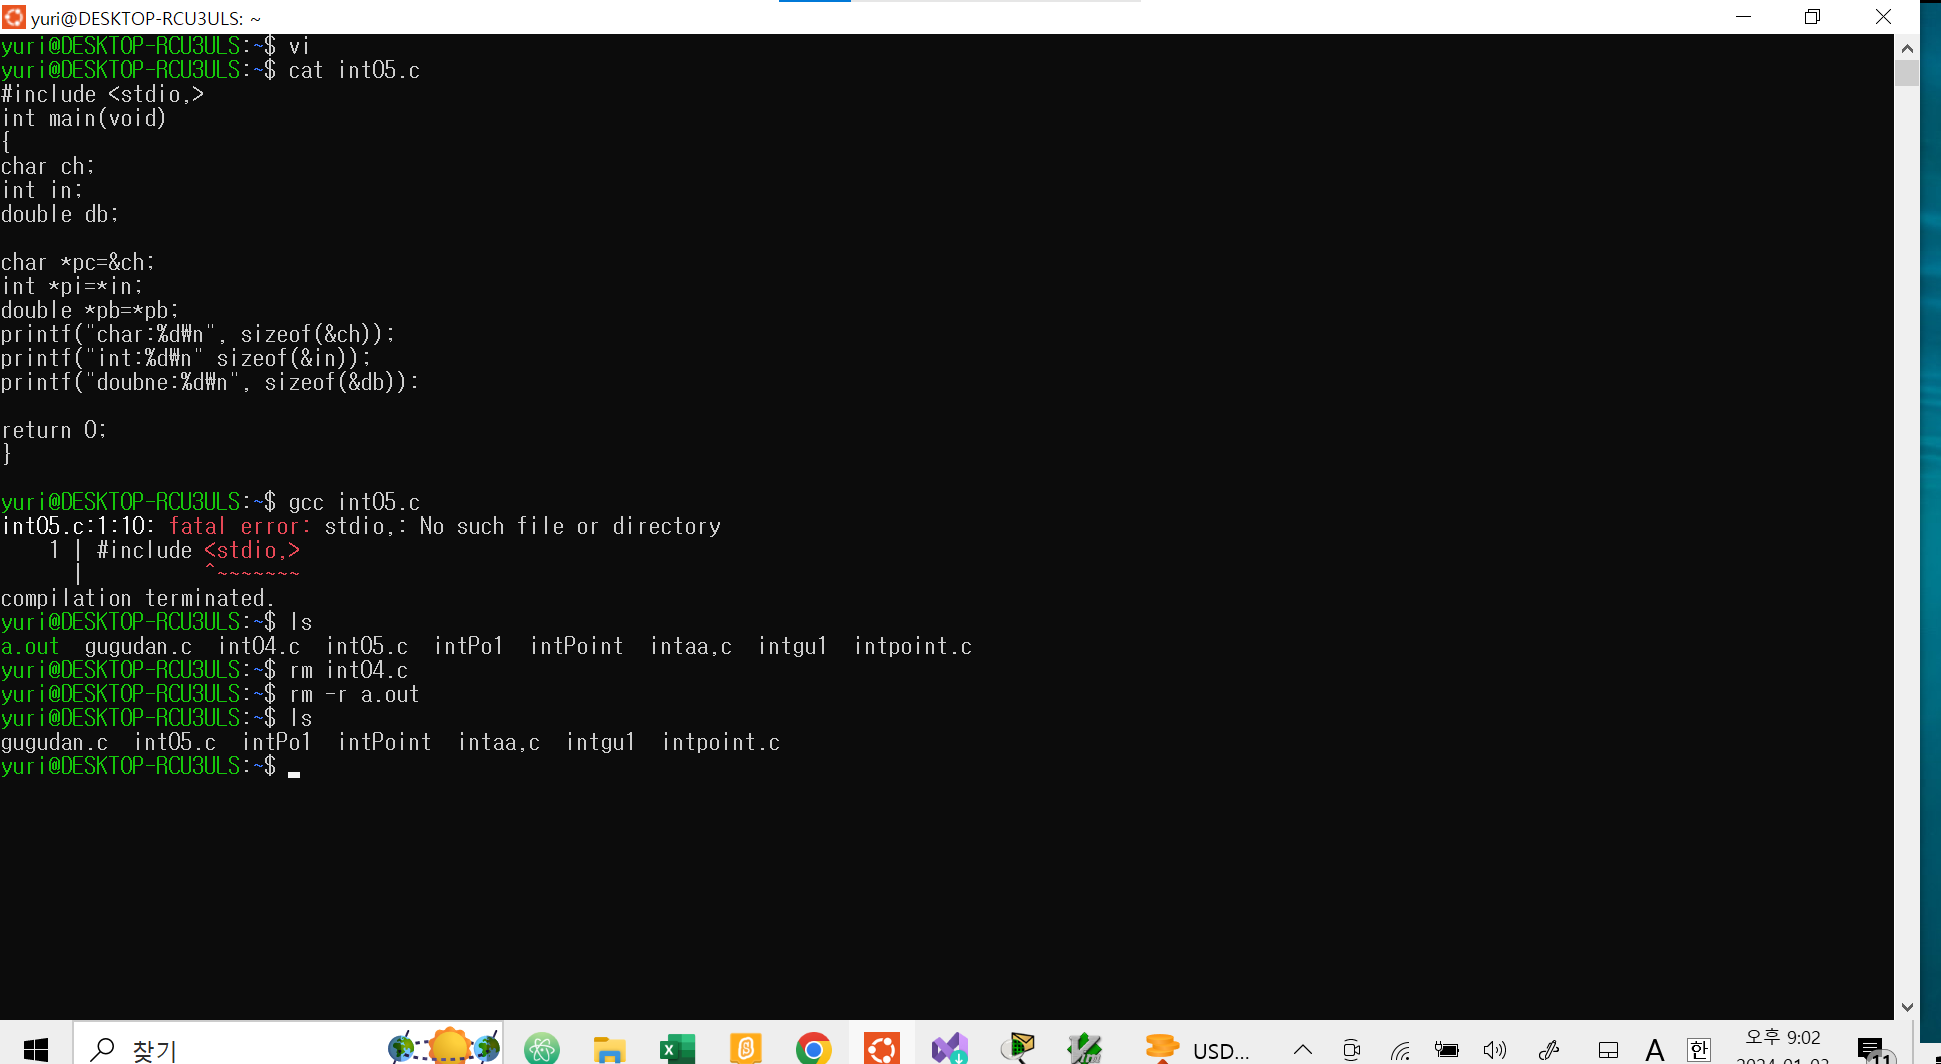 yuri@DESKTOP-RCU3ULS: ~
yuri@DESKTOP-RCU3ULS:~$ vi
yuri@DESKTOP-RCU3ULS:~$ cat int05.c
#include <stdio,>
int main(void)
{
char ch;
int in;
double db;
char *pc=&ch;
int *pi=*in;
double *pb=*pb;
printf("char:%d₩n", sizeof(&ch));
printf("int:%d₩n" sizeof(&in));
printf("doubne:%d₩n", sizeof(&db)):
return 0;
}
yuri@DESKTOP-RCU3ULS:~$ gcc int05.c
int05.c:1:10: fatal error: stdio,: No such file or directory
    1 | #include <stdio,>
      |          ^~~~~~~~
compilation terminated.
yuri@DESKTOP-RCU3ULS:~$ ls
a.out  gugudan.c  int04.c  int05.c  intPo1  intPoint  intaa,c  intgu1  intpoint.c
yuri@DESKTOP-RCU3ULS:~$ rm int04.c
yuri@DESKTOP-RCU3ULS:~$ rm -r a.out
yuri@DESKTOP-RCU3ULS:~$ ls
gugudan.c  int05.c  intPo1  intPoint  intaa,c  intgu1  intpoint.c
yuri@DESKTOP-RCU3ULS:~$
찾기
USD...
A
한
오후 9:02
11